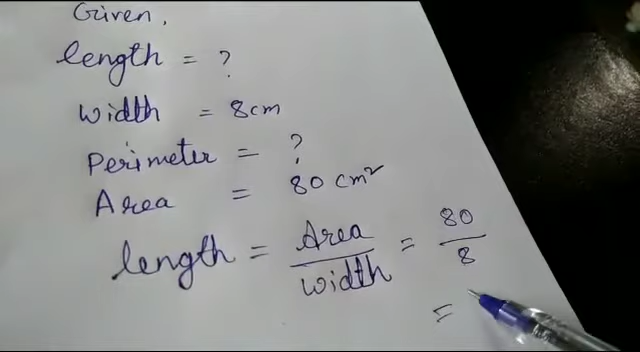 Given,
length = ?
width = 8cm
Perimeter = ?
Area = 80 cm²
length = Area / width = 80 / 8
=